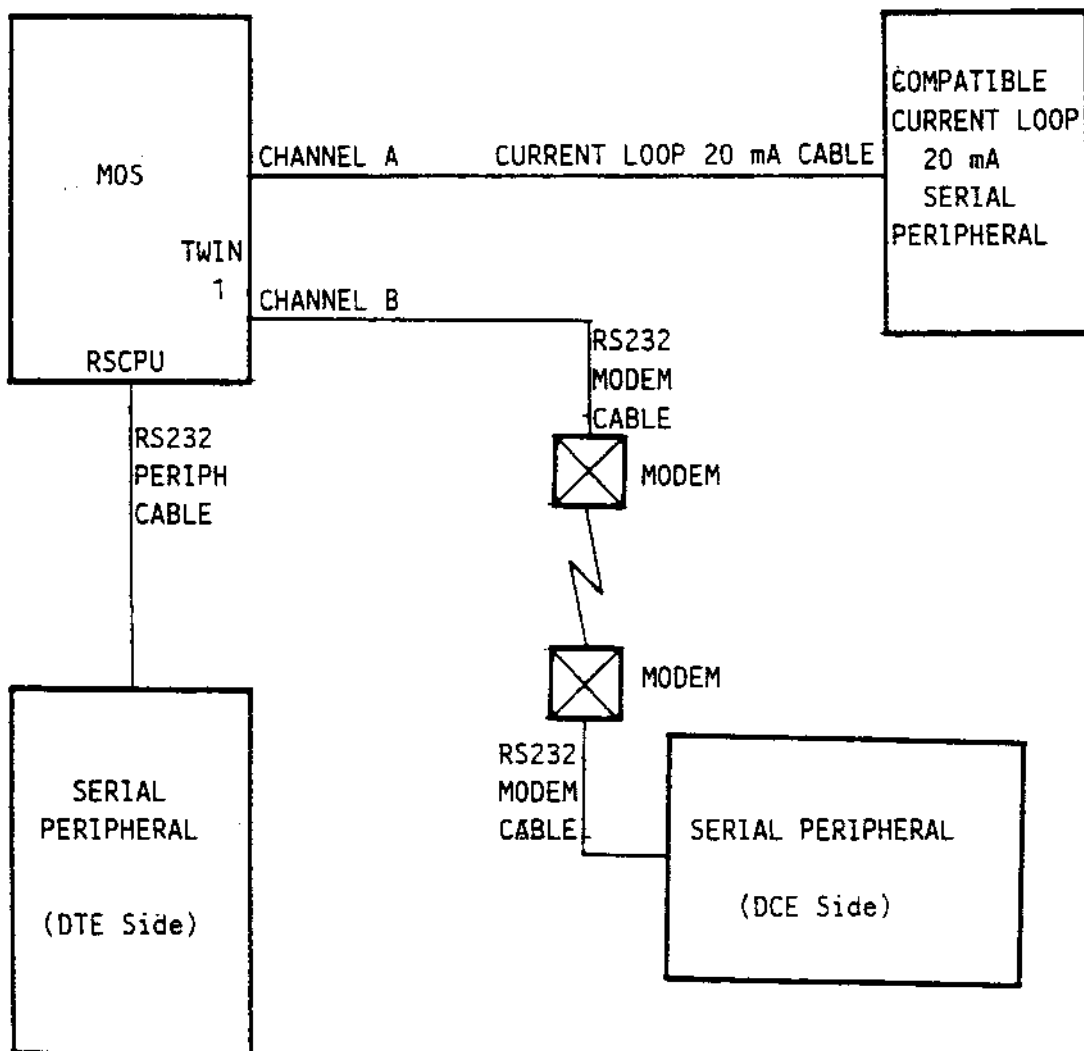 MOS
TWIN
1
RSCPU
CHANNEL A
CURRENT LOOP 20 mA CABLE
COMPATIBLE
CURRENT LOOP
20 mA
SERIAL
PERIPHERAL
CHANNEL B
RS232
MODEM
CABLE
MODEM
RS232
PERIPH
CABLE
MODEM
RS232
MODEM
CABLE
SERIAL
PERIPHERAL
(DTE Side)
SERIAL PERIPHERAL
(DCE Side)